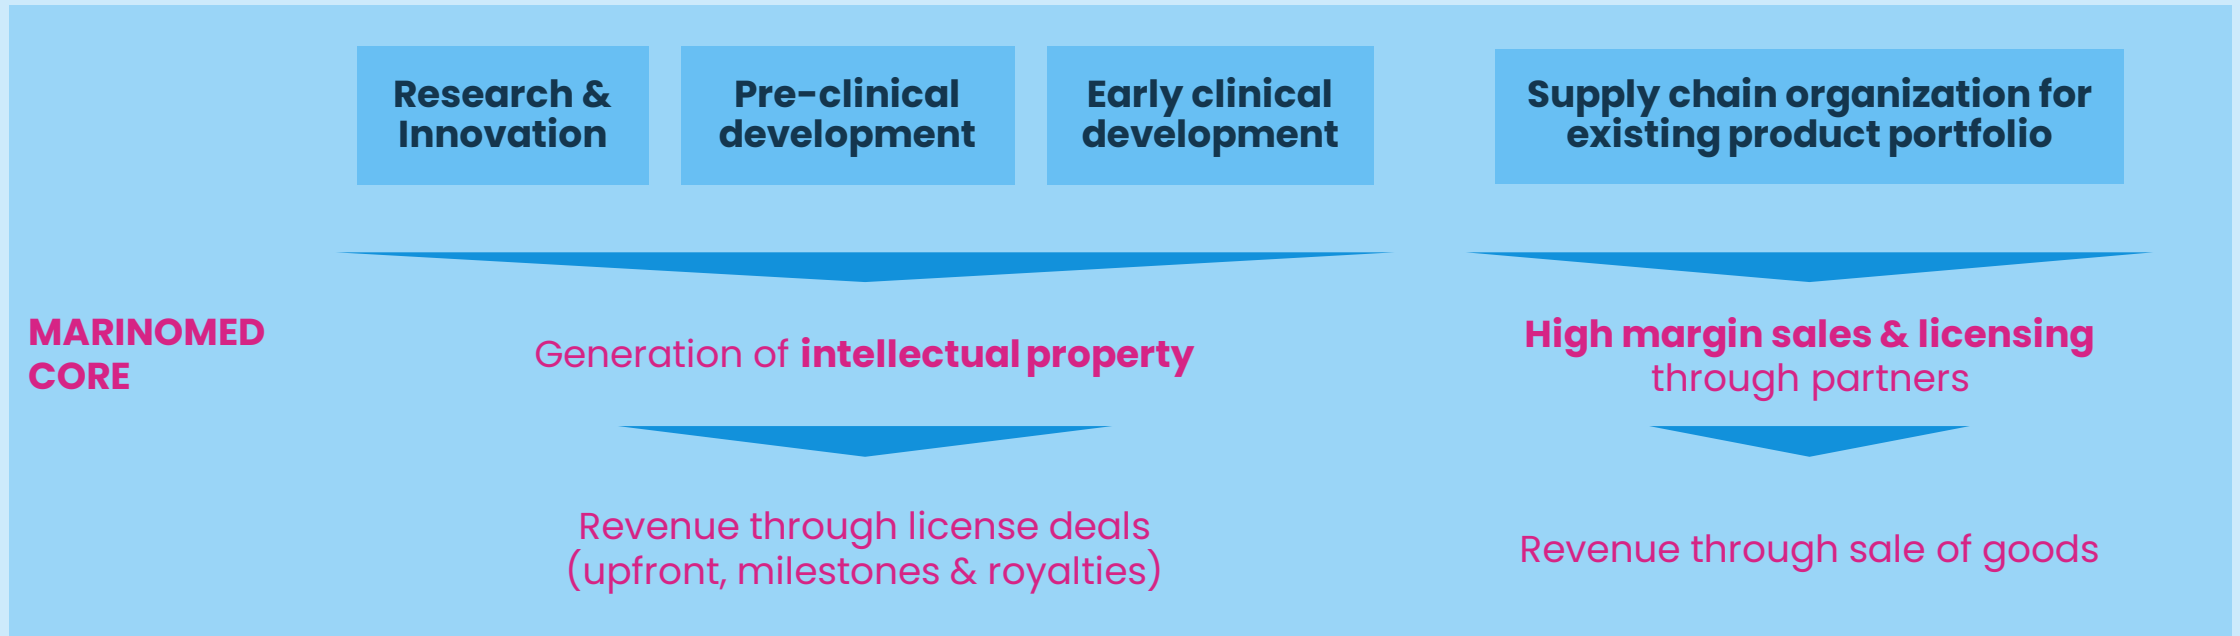 Research &
Innovation
Pre-clinical
development
Early clinical
development
Supply chain organization for
existing product portfolio
MARINOMED
CORE
Generation of intellectual property
High margin sales & licensing
through partners
Revenue through license deals
(upfront, milestones & royalties)
Revenue through sale of goods